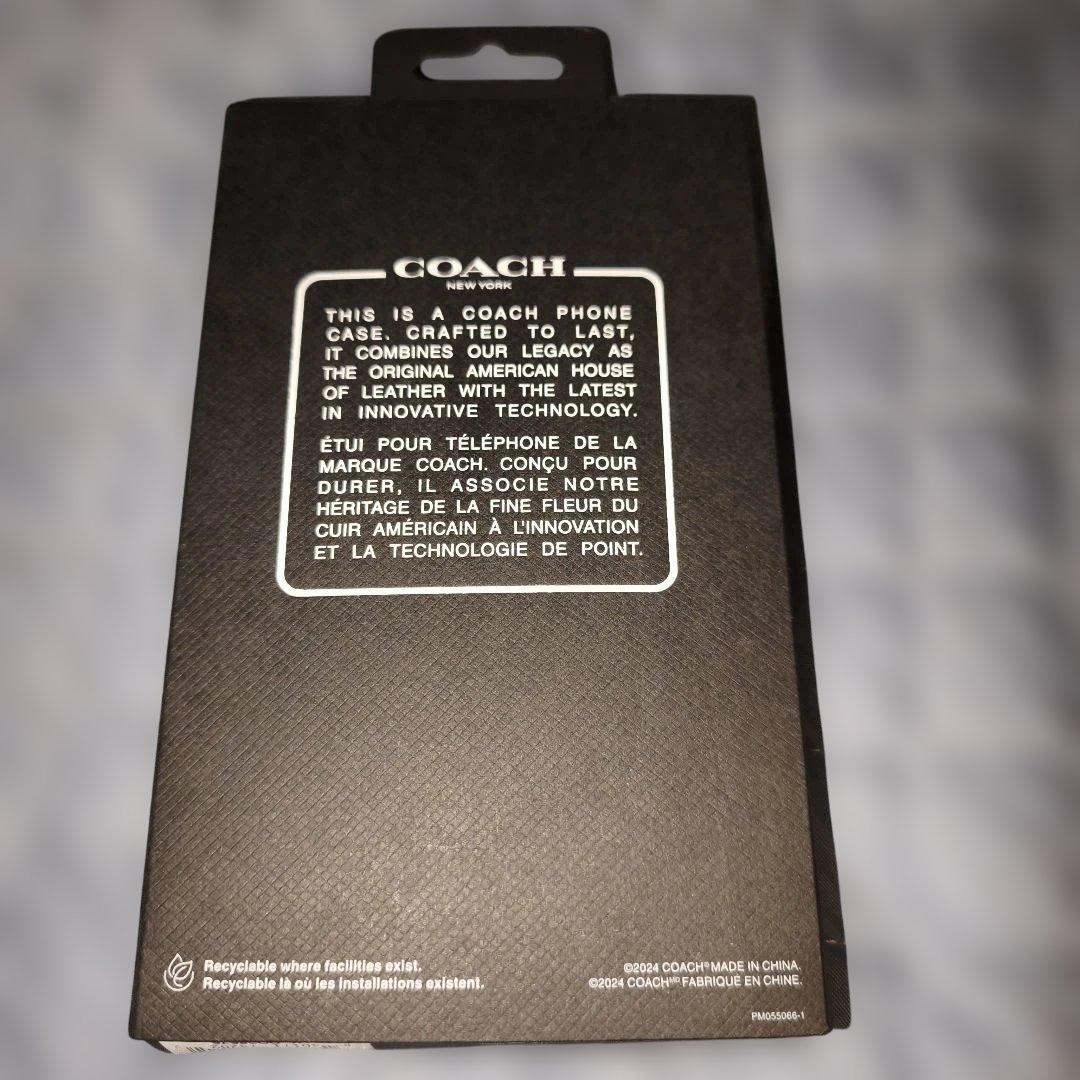 COACH
NEW YORK
THIS IS A COACH PHONE
CASE. CRAFTED TO LAST,
IT COMBINES OUR LEGACY AS
THE ORIGINAL AMERICAN HOUSE
OF LEATHER WITH THE LATEST
IN INNOVATIVE TECHNOLOGY.
ÉTUI POUR TÉLÉPHONE DE LA
MARQUE COACH. CONÇU POUR
DURER, IL ASSOCIE NOTRE
HÉRITAGE DE LA FINE FLEUR DU
CUIR AMÉRICAIN À L'INNOVATION
ET LA TECHNOLOGIE DE POINT.
Recyclable where facilities exist.
Recyclable là où les installations existent.
©2024 COACH® MADE IN CHINA.
©2024 COACHᴹᴰ FABRIQUÉ EN CHINE.
PM055066-1